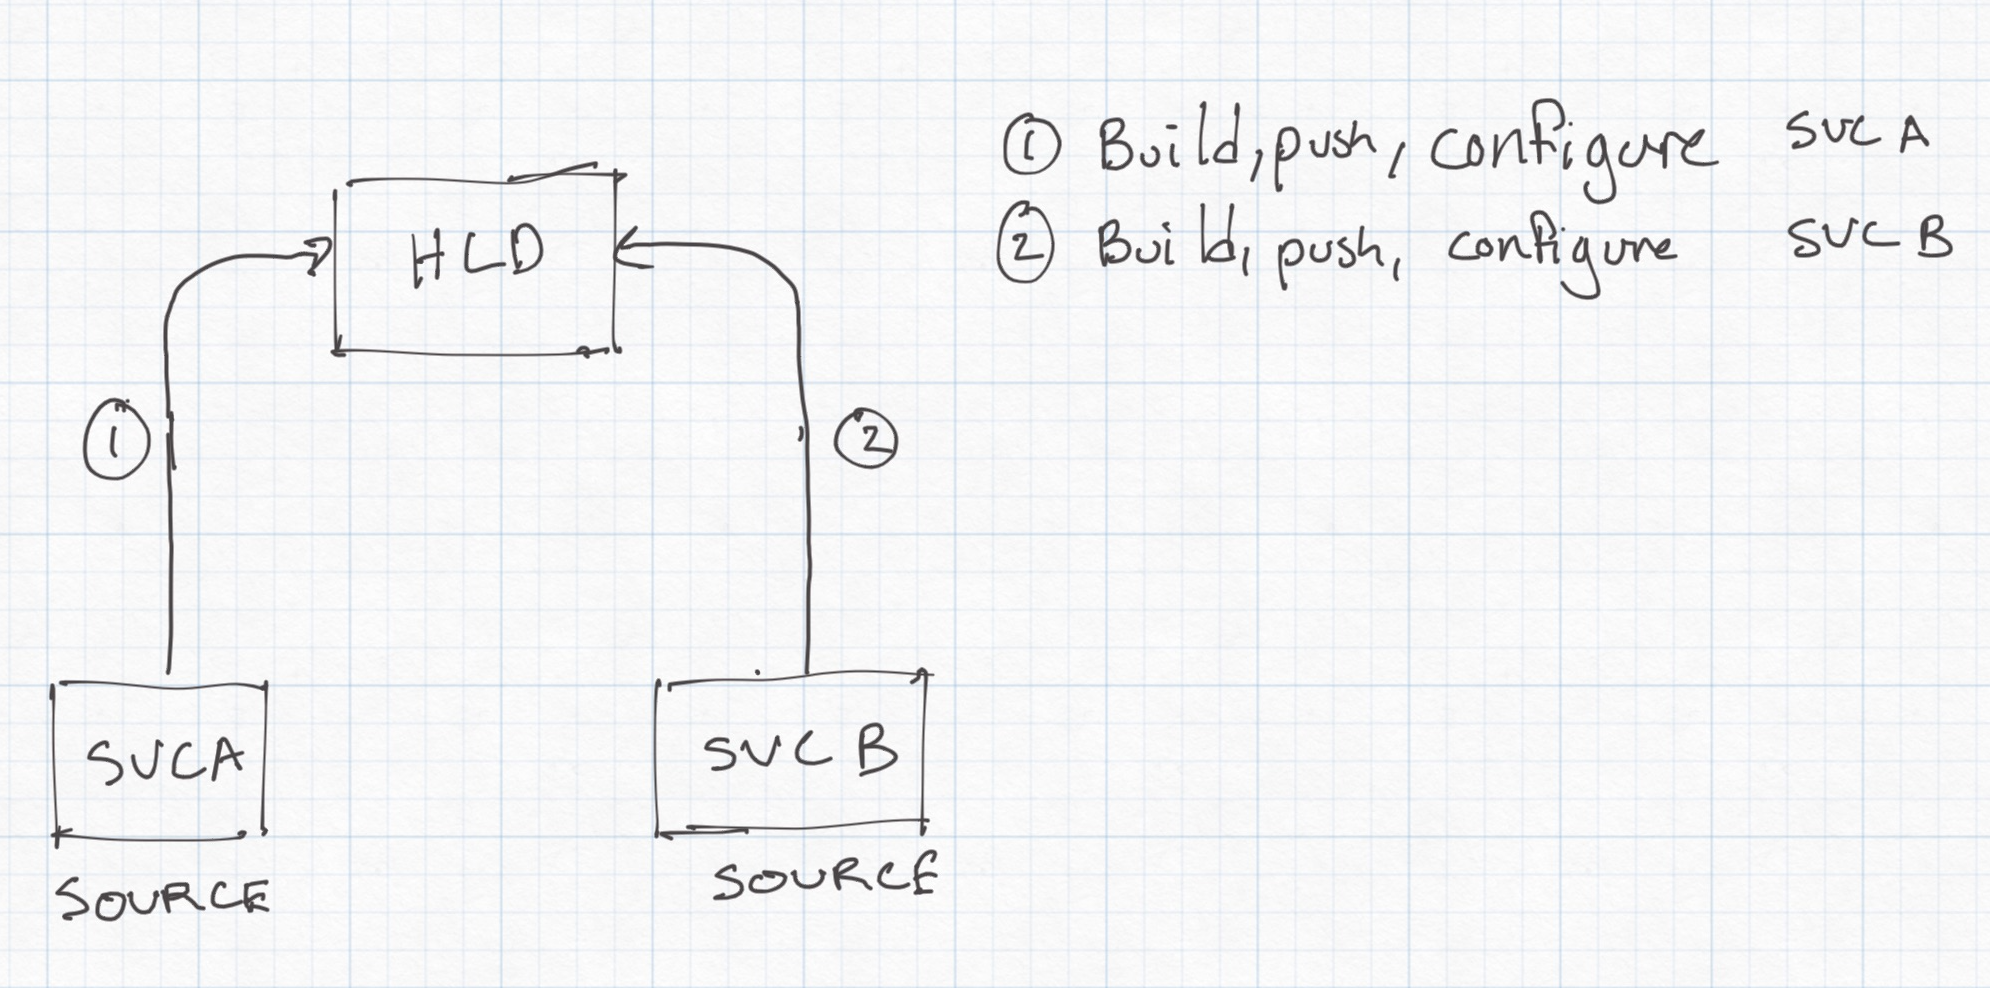 ① Build, push, configure SVC A
② Build, push, configure SVC B
HLD
①
②
SVCA
SVC B
SOURCE
SOURCE